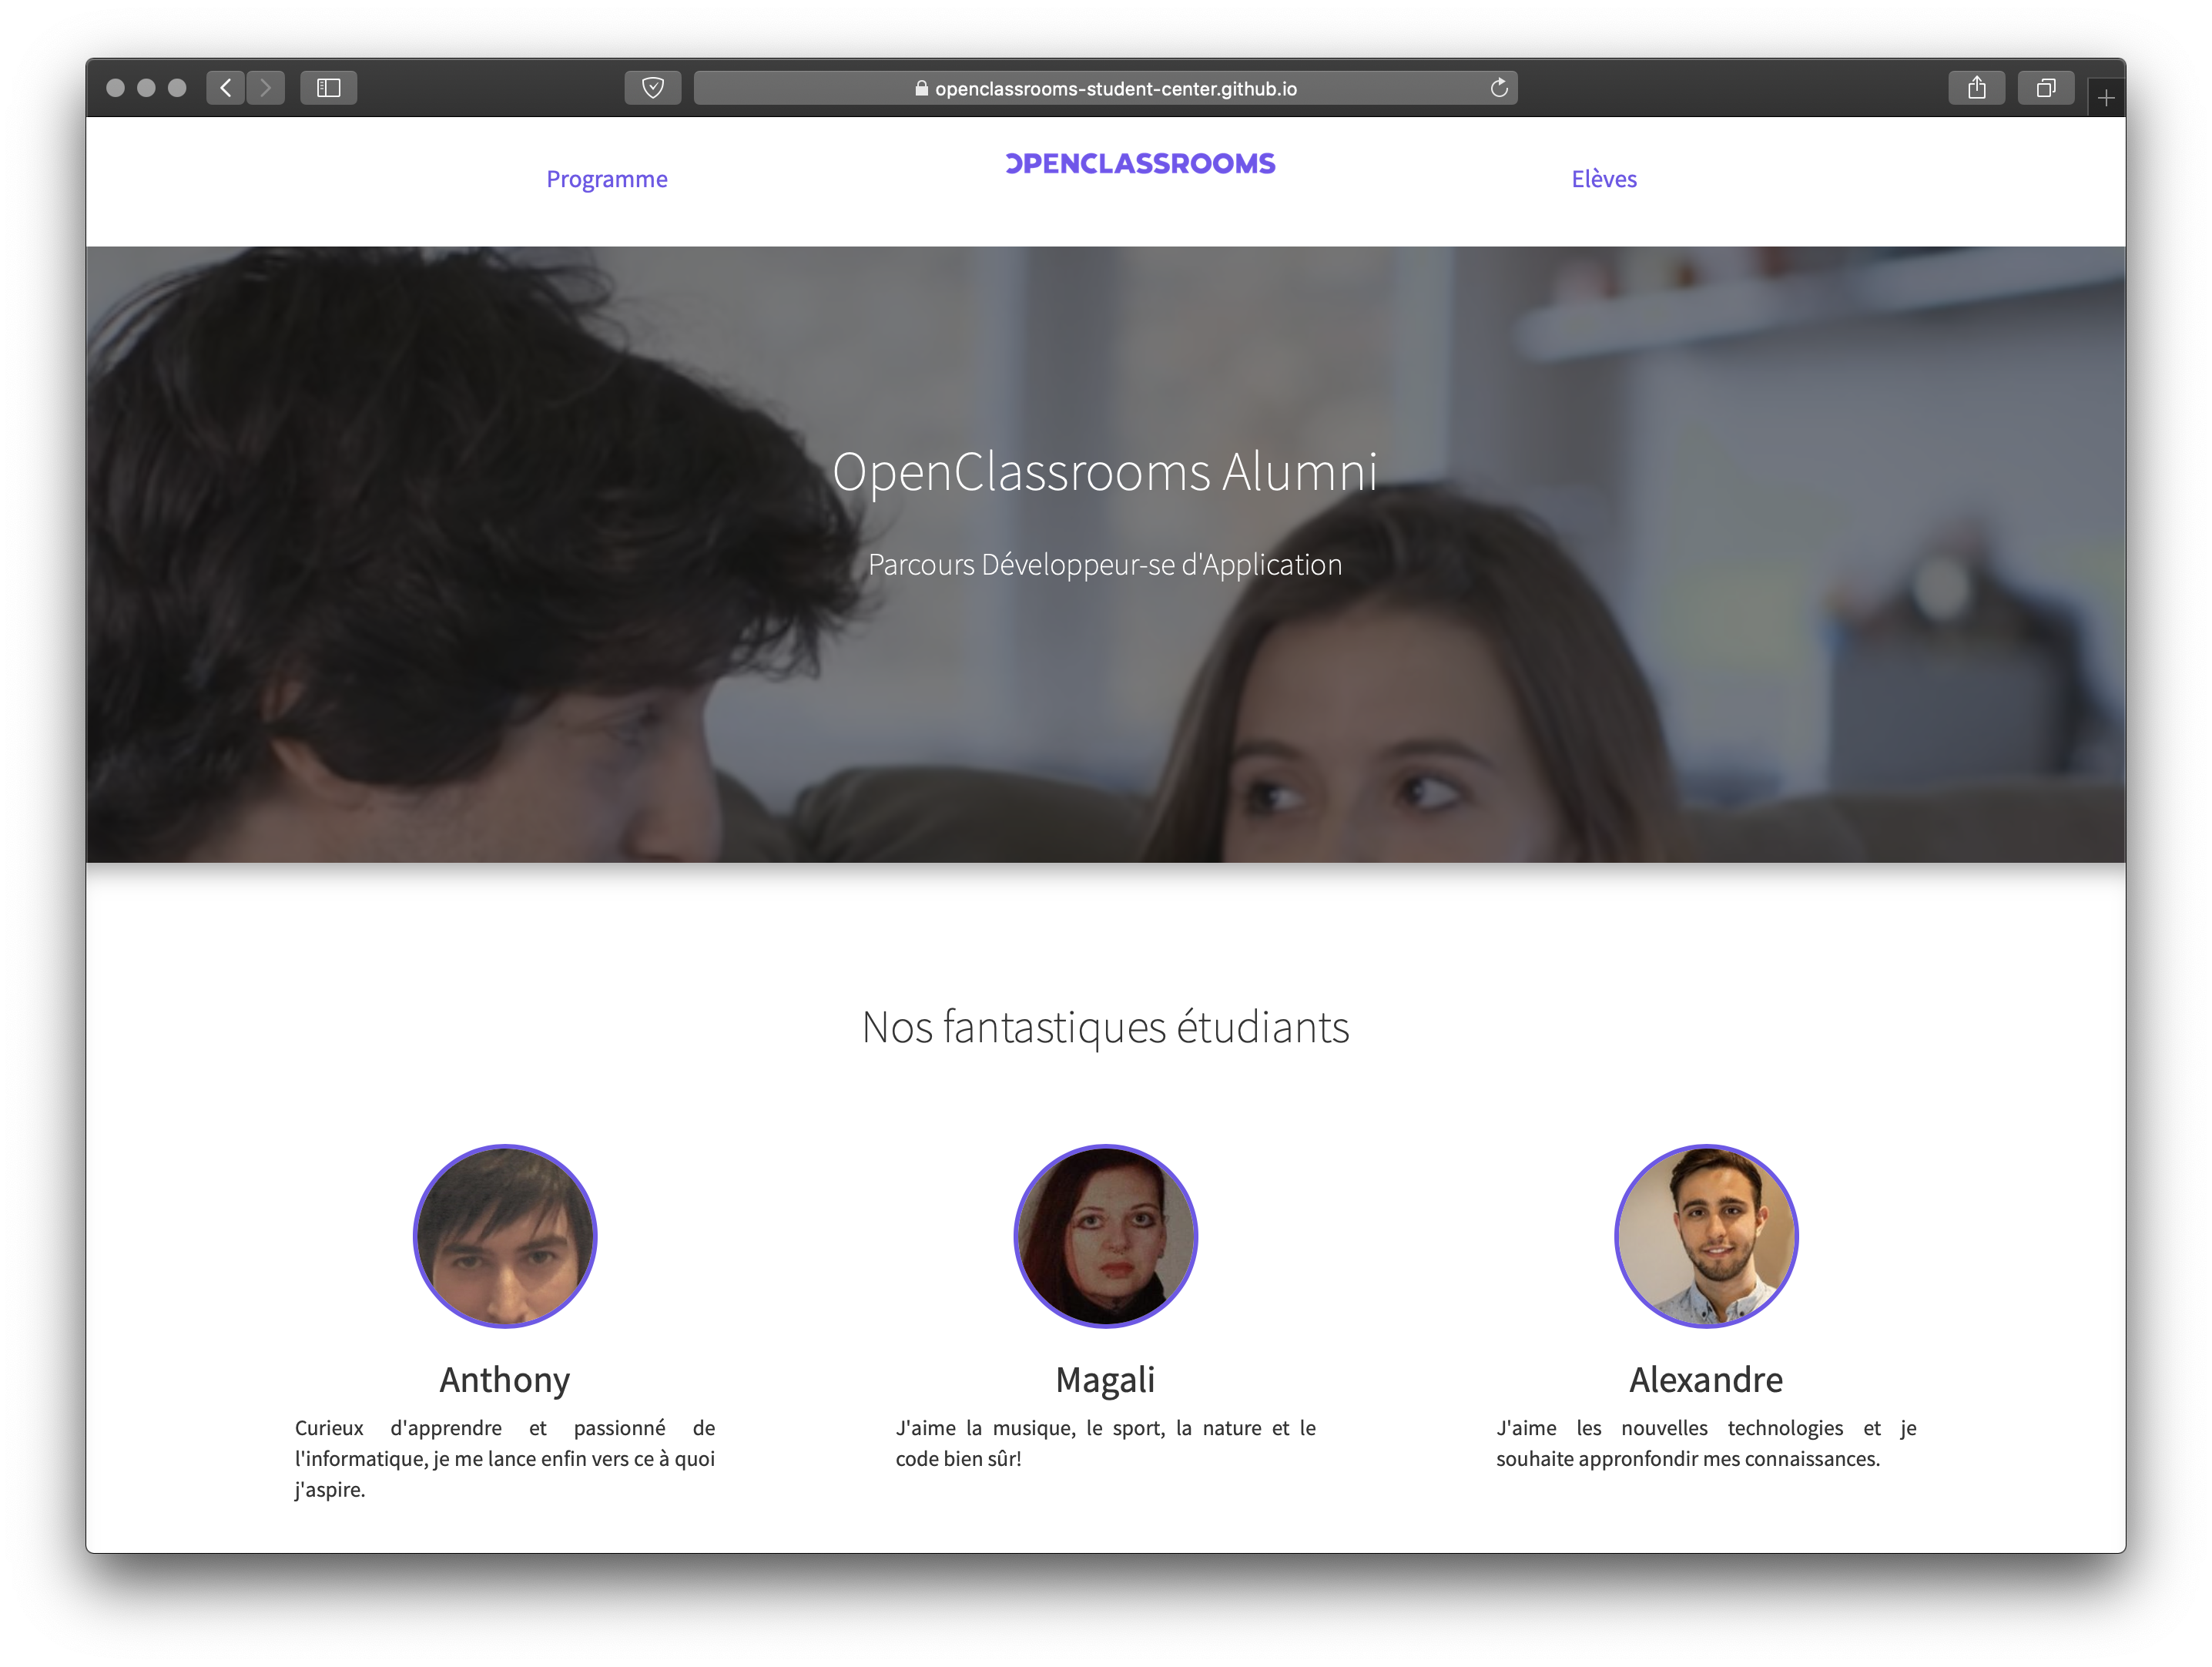 openclassrooms-student-center.github.io
Programme
OPENCLASSROOMS
Elèves
OpenClassrooms Alumni
Parcours Développeur-se d'Application
Nos fantastiques étudiants
Anthony
Curieux d'apprendre et passionné de
l'informatique, je me lance enfin vers ce à quoi
j'aspire.
Magali
J'aime la musique, le sport, la nature et le
code bien sûr!
Alexandre
J'aime les nouvelles technologies et je
souhaite appronfondir mes connaissances.